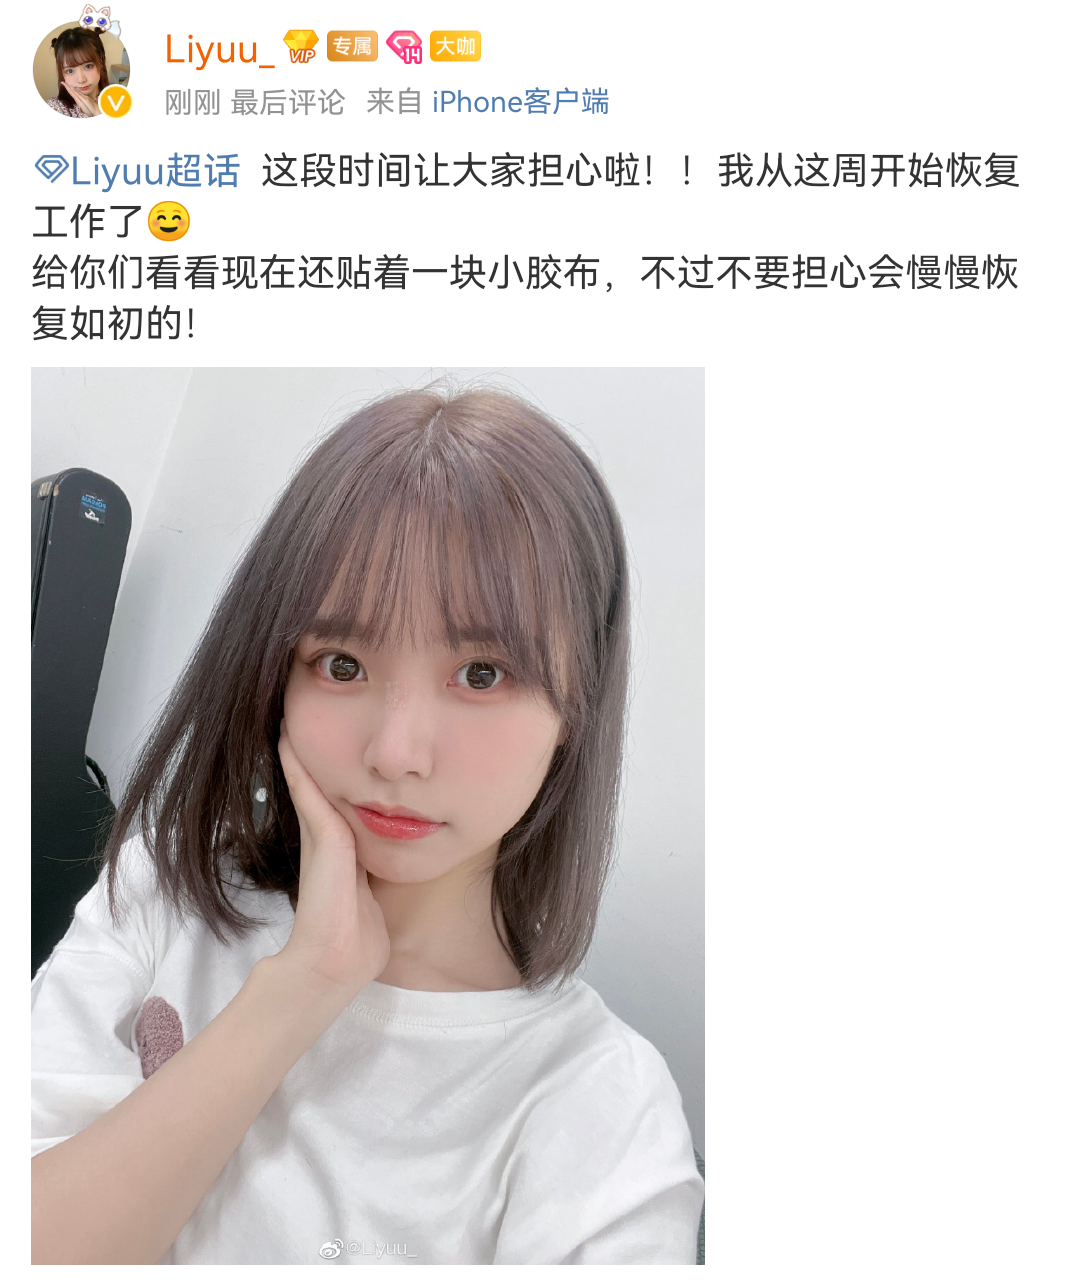 Liyuu_ VIP 专属 14 大咖
刚刚 最后评论 来自 iPhone客户端
Liyuu超话 这段时间让大家担心啦！！我从这周开始恢复
工作了☺️
给你们看看现在还贴着一块小胶布，不过不要担心会慢慢恢
复如初的！
@Liyuu_